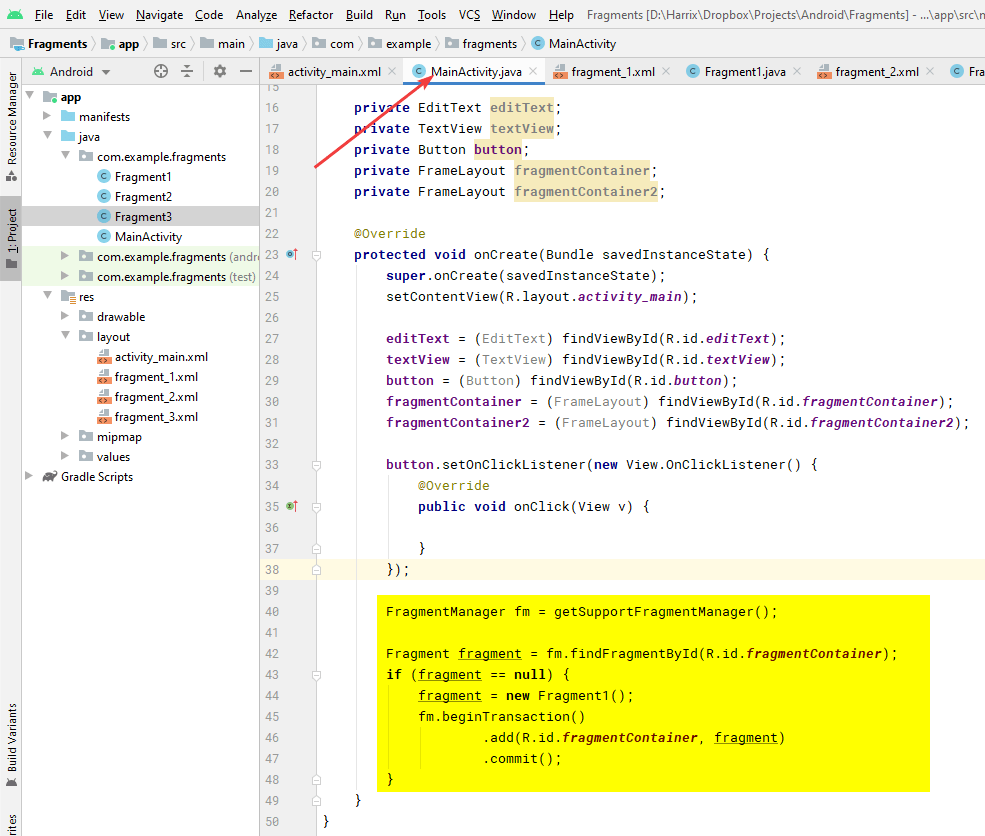 File Edit View Navigate Code Analyze Refactor Build Run Tools VCS Window Help Fragments [D:\Harrix\Dropbox\Projects\Android\Fragments] - ...\app\src\
Fragments app src main java com example fragments MainActivity
Android
activity_main.xml MainActivity.java fragment_1.xml Fragment1.java fragment_2.xml Fra
Resource Manager
1: Project
Build Variants
rites
app
manifests
java
com.example.fragments
Fragment1
Fragment2
Fragment3
MainActivity
com.example.fragments (andro
com.example.fragments (test)
res
drawable
layout
activity_main.xml
fragment_1.xml
fragment_2.xml
fragment_3.xml
mipmap
values
Gradle Scripts
15
16 private EditText editText;
17 private TextView textView;
18 private Button button;
19 private FrameLayout fragmentContainer;
20 private FrameLayout fragmentContainer2;
21
22 @Override
23 protected void onCreate(Bundle savedInstanceState) {
24 super.onCreate(savedInstanceState);
25 setContentView(R.layout.activity_main);
26
27 editText = (EditText) findViewById(R.id.editText);
28 textView = (TextView) findViewById(R.id.textView);
29 button = (Button) findViewById(R.id.button);
30 fragmentContainer = (FrameLayout) findViewById(R.id.fragmentContainer);
31 fragmentContainer2 = (FrameLayout) findViewById(R.id.fragmentContainer2);
32
33 button.setOnClickListener(new View.OnClickListener() {
34 @Override
35 public void onClick(View v) {
36
37 }
38 });
39
40 FragmentManager fm = getSupportFragmentManager();
41
42 Fragment fragment = fm.findFragmentById(R.id.fragmentContainer);
43 if (fragment == null) {
44 fragment = new Fragment1();
45 fm.beginTransaction()
46 .add(R.id.fragmentContainer, fragment)
47 .commit();
48 }
49 }
50 }